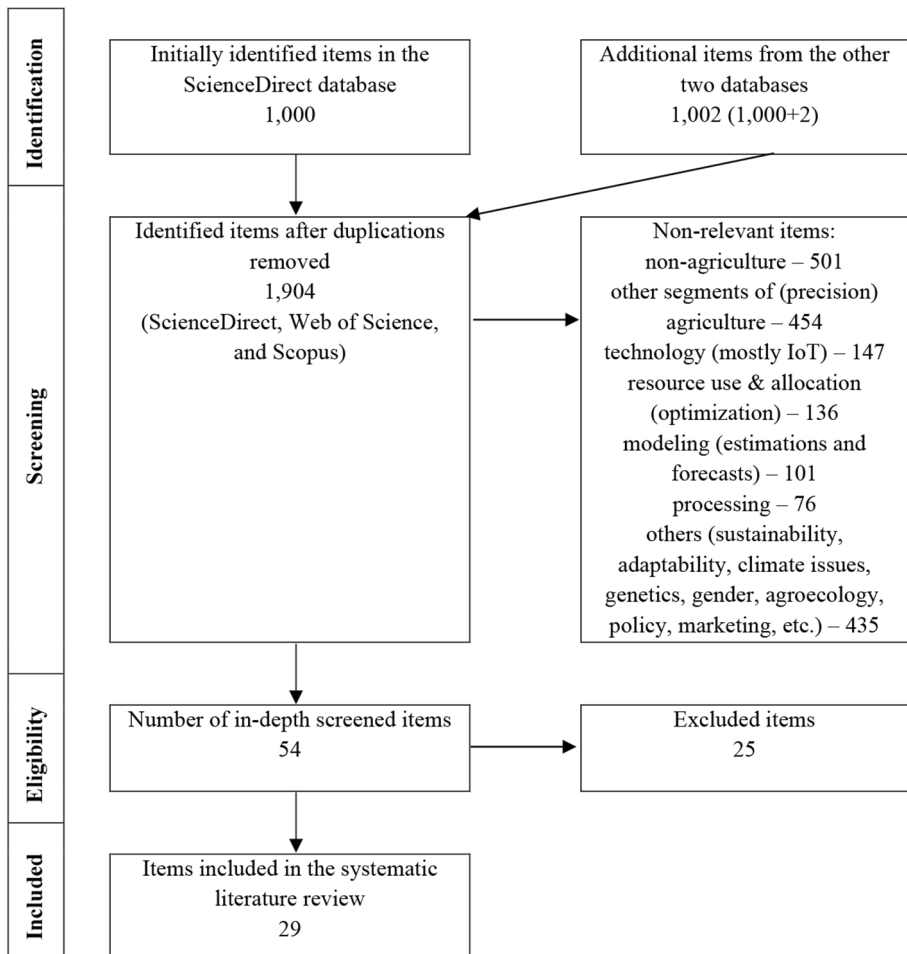 Identification
Initially identified items in the
ScienceDirect database
1,000
Additional items from the other
two databases
1,002 (1,000+2)
Screening
Identified items after duplications
removed
1,904
(ScienceDirect, Web of Science,
and Scopus)
Non-relevant items:
non-agriculture – 501
other segments of (precision)
agriculture – 454
technology (mostly IoT) – 147
resource use & allocation
(optimization) – 136
modeling (estimations and
forecasts) – 101
processing – 76
others (sustainability,
adaptability, climate issues,
genetics, gender, agroecology,
policy, marketing, etc.) – 435
Eligibility
Number of in-depth screened items
54
Excluded items
25
Included
Items included in the systematic
literature review
29